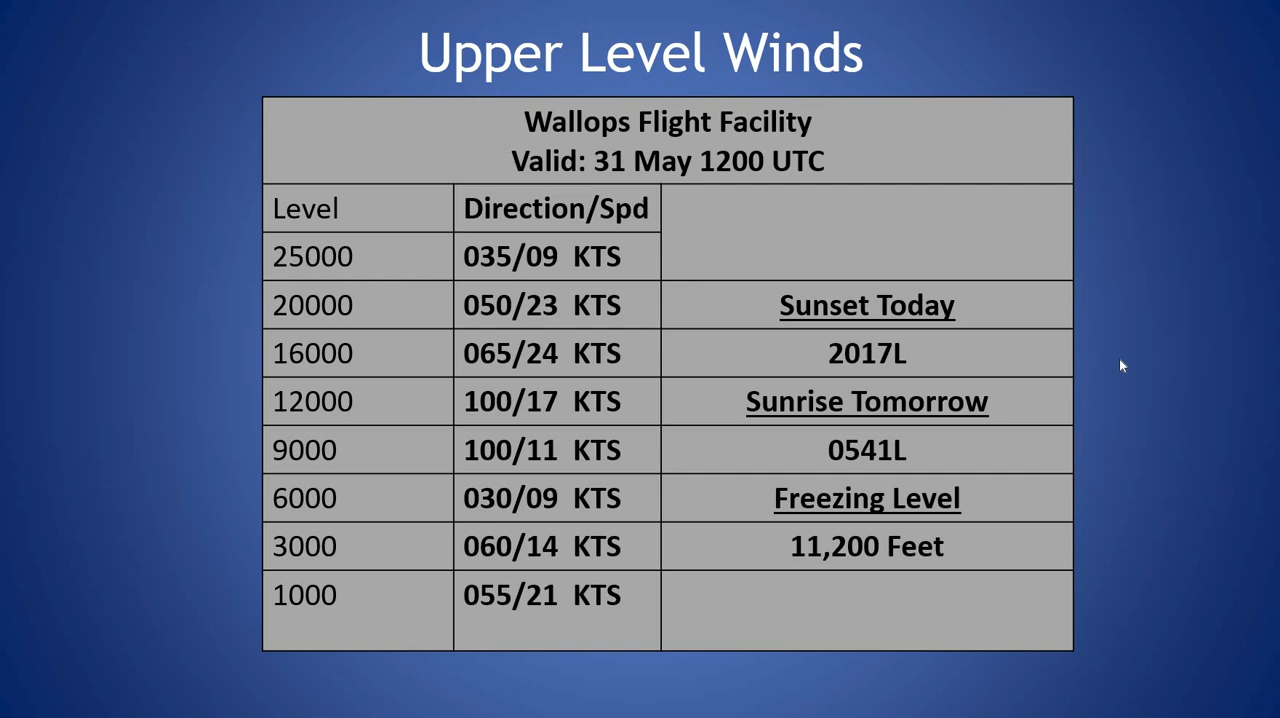 Upper Level Winds
Wallops Flight Facility
Valid: 31 May 1200 UTC
Level Direction/Spd
25000 035/09 KTS
20000 050/23 KTS Sunset Today
16000 065/24 KTS 2017L
12000 100/17 KTS Sunrise Tomorrow
9000 100/11 KTS 0541L
6000 030/09 KTS Freezing Level
3000 060/14 KTS 11,200 Feet
1000 055/21 KTS